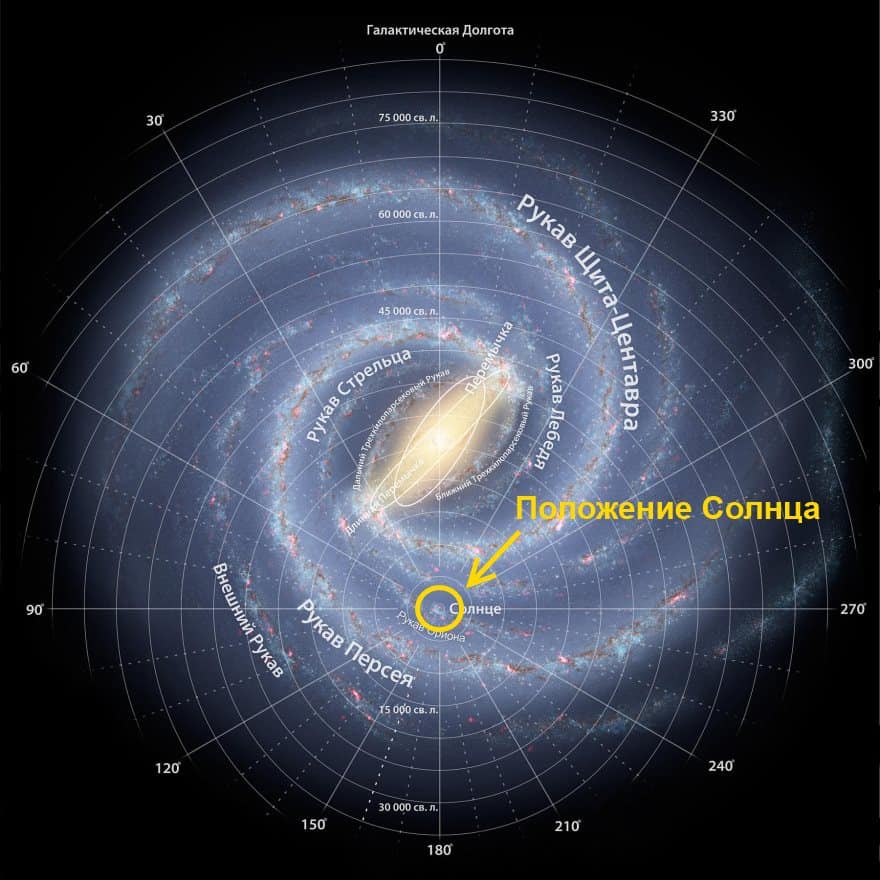 Галактическая Долгота
0°
30°
330°
75 000 св. л.
60 000 св. л.
Рукав Щита-Центавра
45 000 св. л.
60°
300°
Рукав Стрельца
Перемычка
Рукав Лебедя
Дальний Трехкилопарсековый Рукав
Ближний Трехкилопарсековый Рукав
Длинная Перемычка
Положение Солнца
90°
Солнце
270°
Рукав Ориона
Внешний Рукав
Рукав Персея
15 000 св. л.
120°
240°
30 000 св. л.
150°
210°
180°